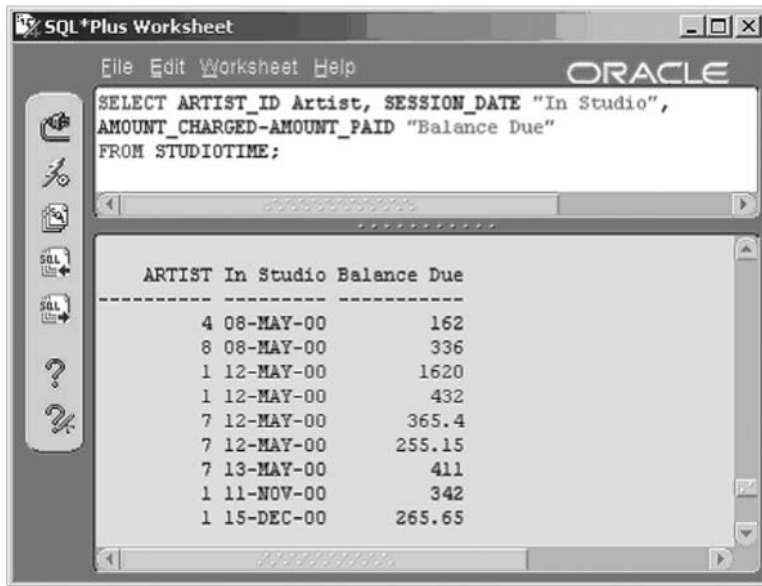 SQL*Plus Worksheet
File Edit Worksheet Help
ORACLE
SELECT ARTIST_ID Artist, SESSION_DATE "In Studio",
AMOUNT_CHARGED-AMOUNT_PAID "Balance Due"
FROM STUDIOTIME;
SQL
SQL
ARTIST In Studio Balance Due
---------- --------- -----------
4 08-MAY-00 162
8 08-MAY-00 336
1 12-MAY-00 1620
1 12-MAY-00 432
7 12-MAY-00 365.4
7 12-MAY-00 255.15
7 13-MAY-00 411
1 11-NOV-00 342
1 15-DEC-00 265.65